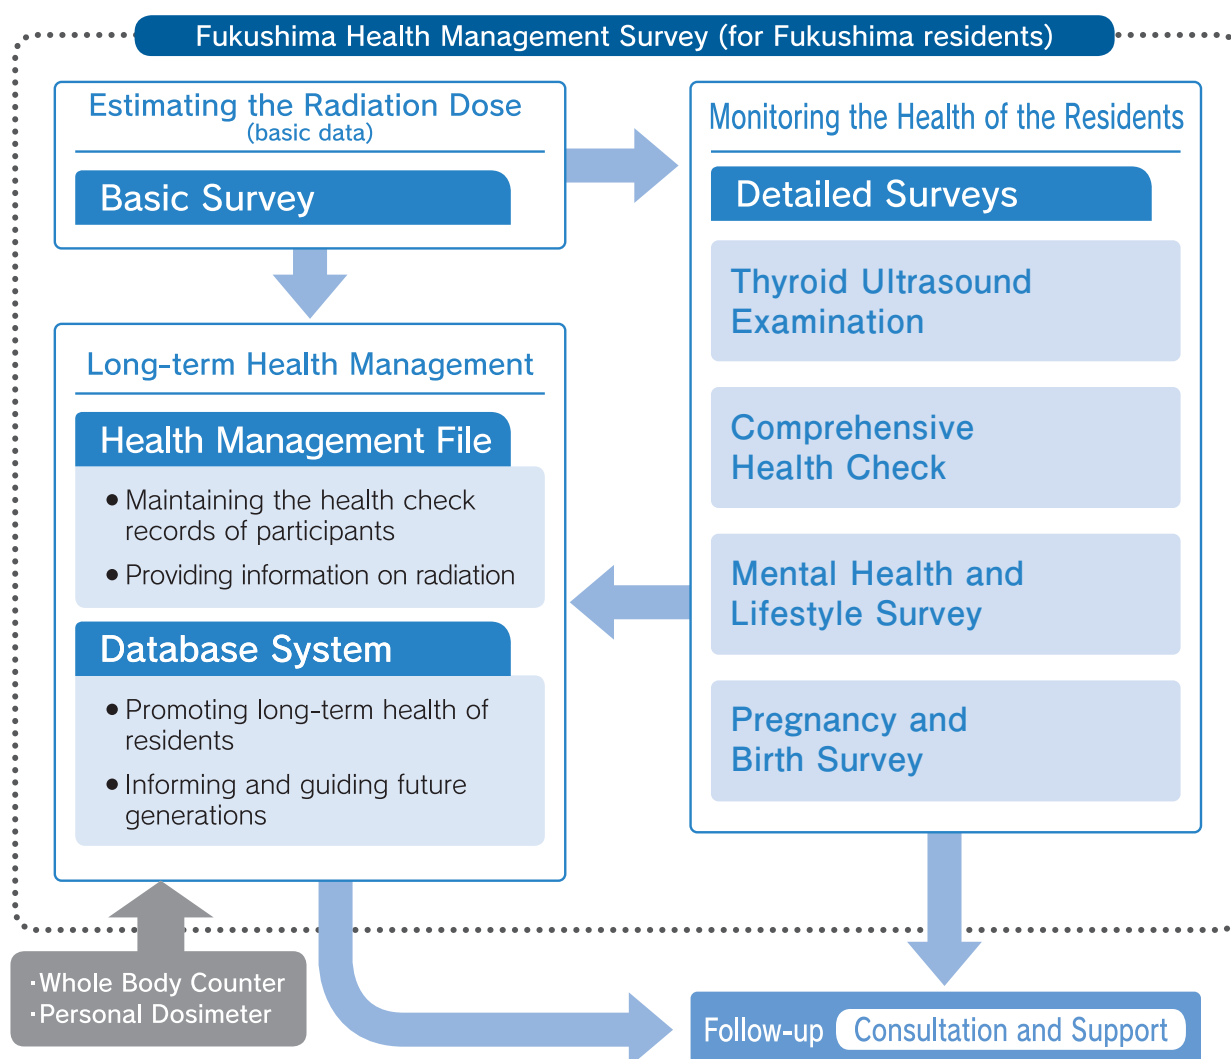 Fukushima Health Management Survey (for Fukushima residents)
Estimating the Radiation Dose
(basic data)
Basic Survey
Monitoring the Health of the Residents
Detailed Surveys
Thyroid Ultrasound
Examination
Comprehensive
Health Check
Mental Health and
Lifestyle Survey
Pregnancy and
Birth Survey
Long-term Health Management
Health Management File
● Maintaining the health check
records of participants
● Providing information on radiation
Database System
● Promoting long-term health of
residents
● Informing and guiding future
generations
・Whole Body Counter
・Personal Dosimeter
Follow-up Consultation and Support